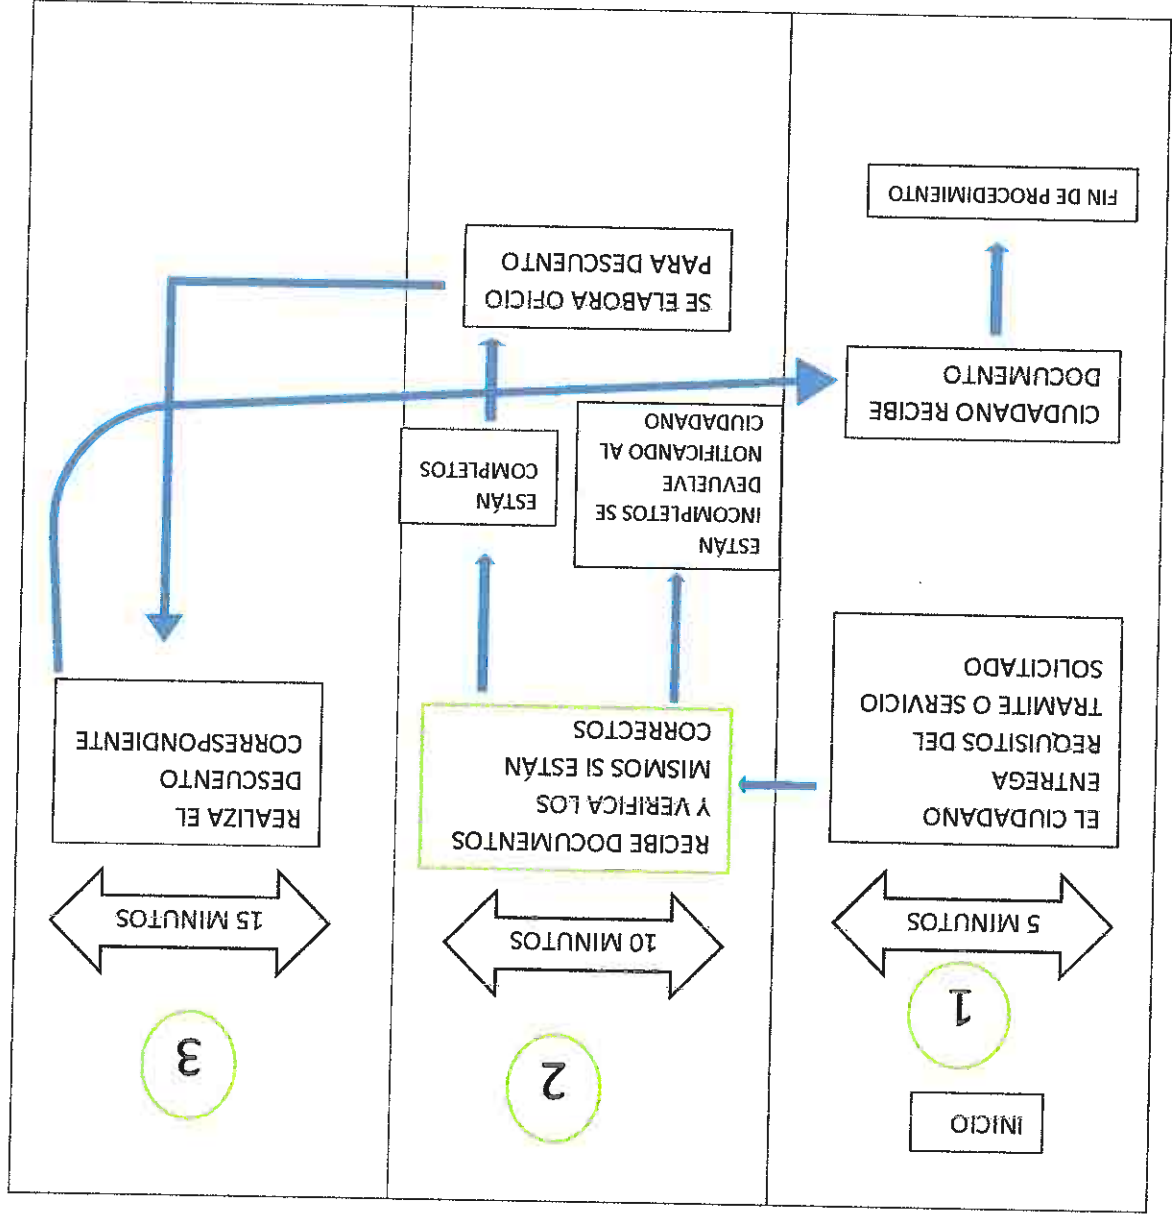 INICIO
1
5 MINUTOS
EL CIUDADANO
ENTREGA
REQUISITOS DEL
TRAMITE O SERVICIO
SOLICITADO
CIUDADANO RECIBE
DOCUMENTO
FIN DE PROCEDIMIENTO
2
10 MINUTOS
RECIBE DOCUMENTOS
Y VERIFICA LOS
MISMOS SI ESTÁN
CORRECTOS
ESTÁN
INCOMPLETOS SE
DEVUELVE
NOTIFICANDO AL
CIUDADANO
ESTÁN
COMPLETOS
SE ELABORA OFICIO
PARA DESCUENTO
3
15 MINUTOS
REALIZA EL
DESCUENTO
CORRESPONDIENTE